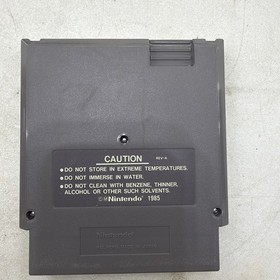 CAUTION REV-A
• DO NOT STORE IN EXTREME TEMPERATURES.
• DO NOT IMMERSE IN WATER.
• DO NOT CLEAN WITH BENZENE, THINNER,
ALCOHOL OR OTHER SUCH SOLVENTS.
©®Nintendo 1985